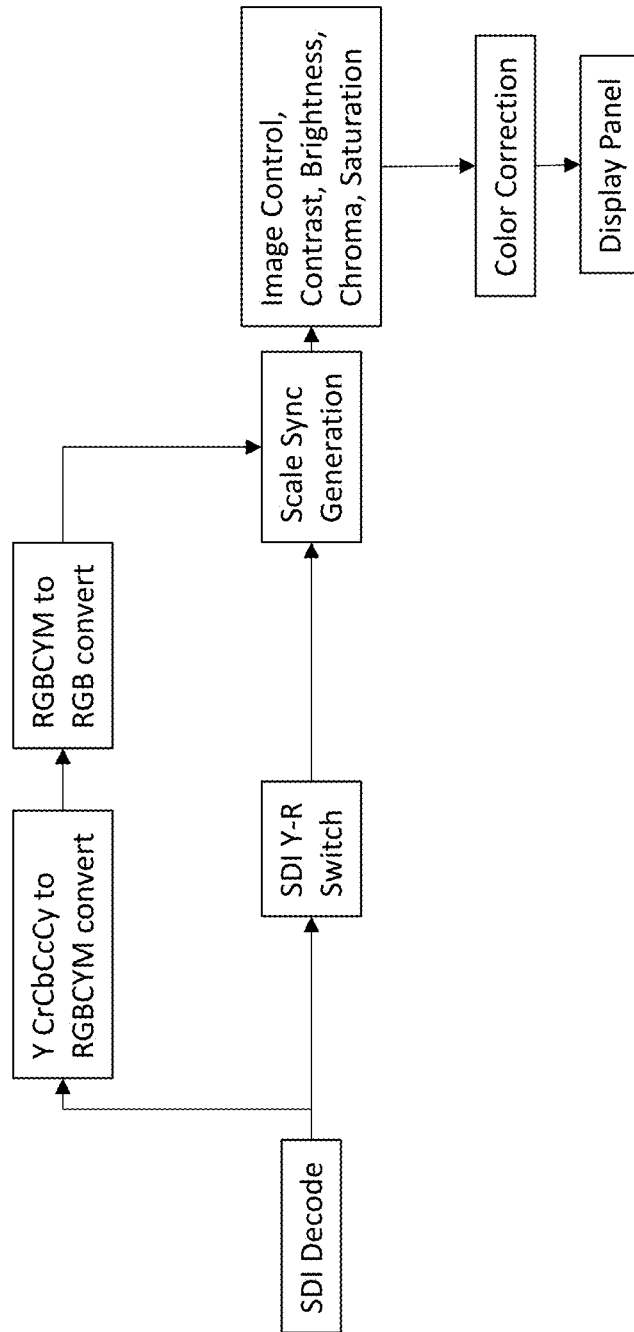 SDI Decode
Y CrCbCcCy to
RGBCYM convert
RGBCYM to
RGB convert
SDI Y-R
Switch
Scale Sync
Generation
Image Control,
Contrast, Brightness,
Chroma, Saturation
Color Correction
Display Panel